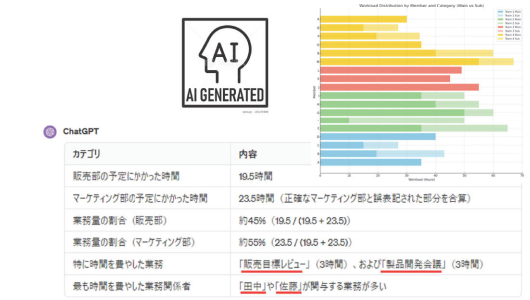 Workload Distribution by Member and Category (Main vs Sub)
AI
AI GENERATED
Workload (Hours)
ChatGPT
カテゴリ 内容
販売部の予定にかかった時間 19.5時間
マーケティング部の予定にかかった時間 23.5時間（正確なマーケティング部と誤表記された部分を合算）
業務量の割合（販売部） 約45%（19.5 / (19.5 + 23.5)）
業務量の割合（マーケティング部） 約55%（23.5 / (19.5 + 23.5)）
特に時間を費やした業務 「販売目標レビュー」（3時間）、および「製品開発会議」（3時間）
最も時間を費やした業務関係者 「田中」や「佐藤」が関与する業務が多い